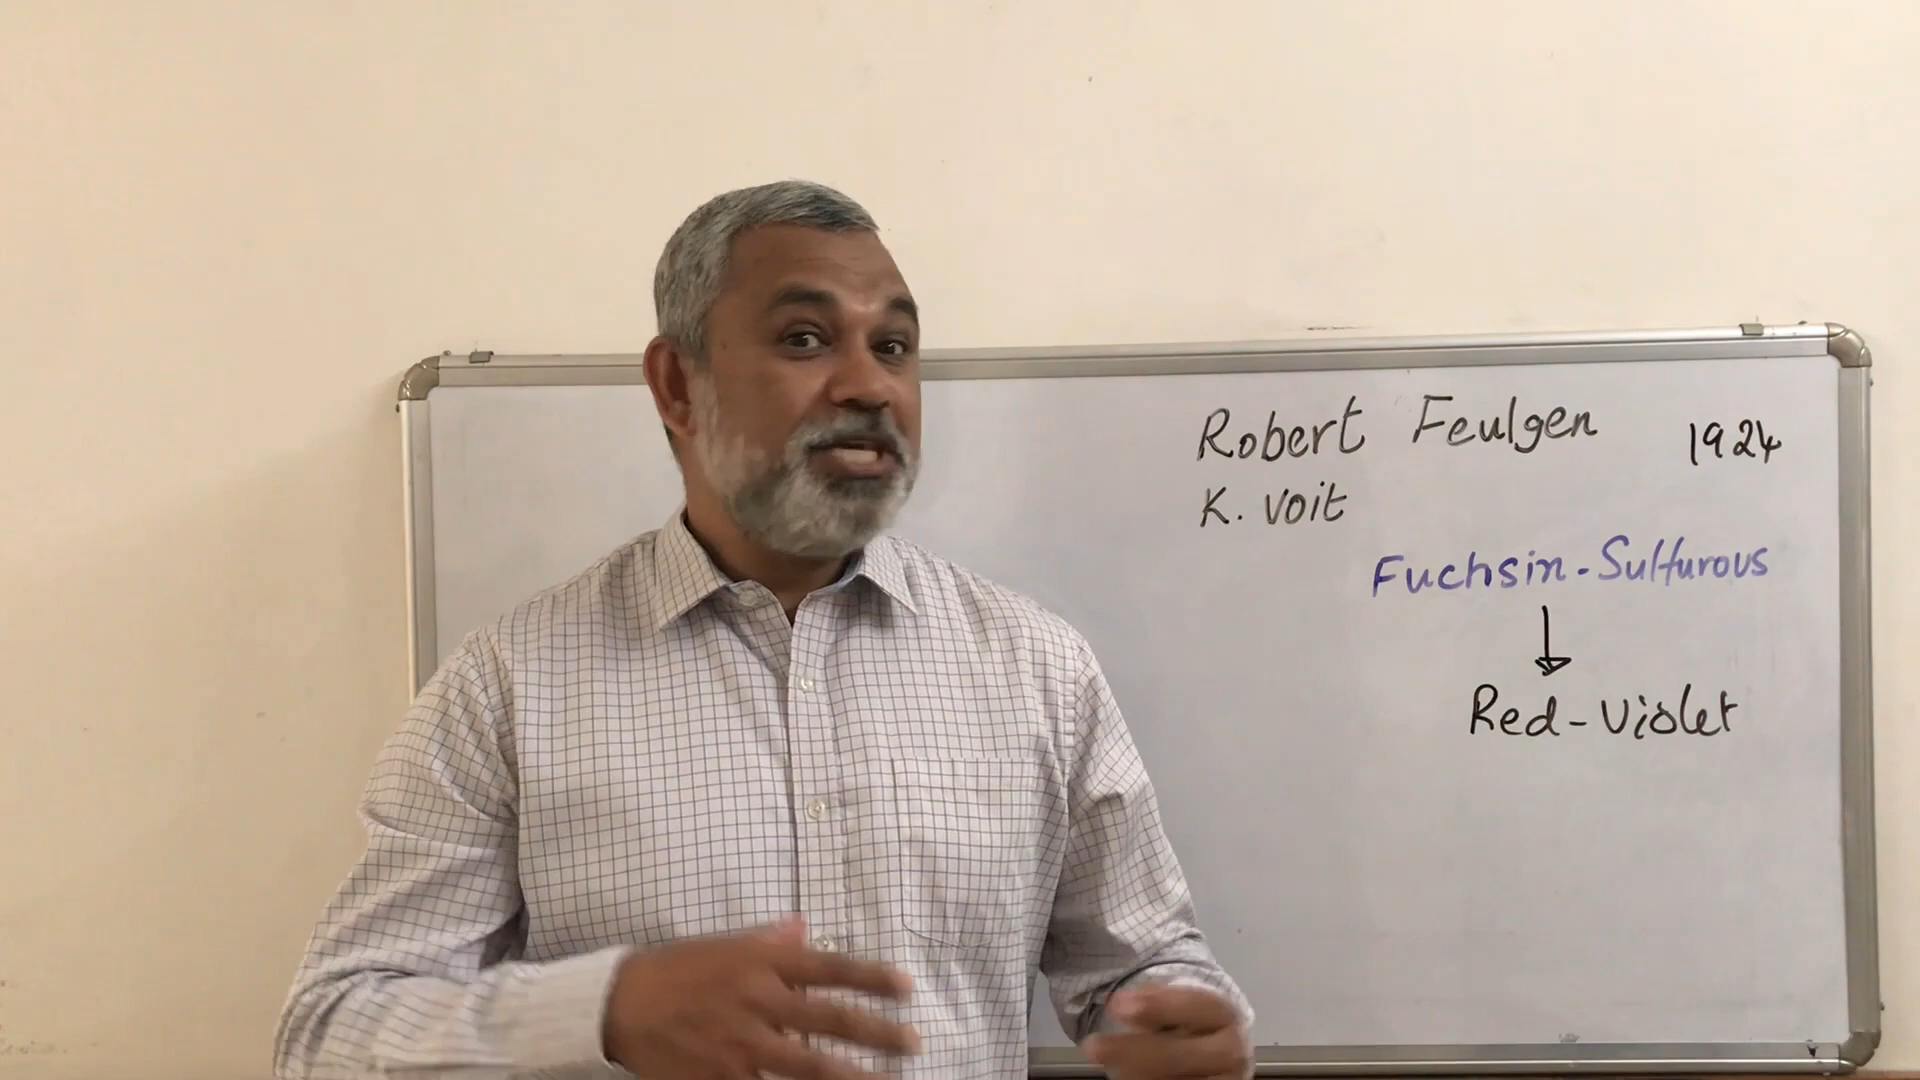 Robert Feulgen 1924
K. Voit
Fuchsin-Sulfurous
Red-Violet